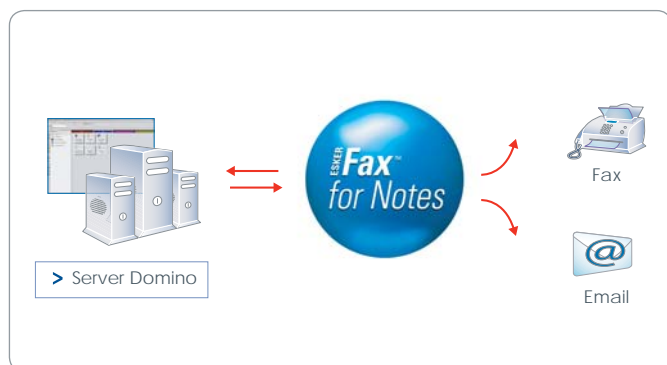 ESKER
Fax™
for Notes
> Server Domino
Fax
Email